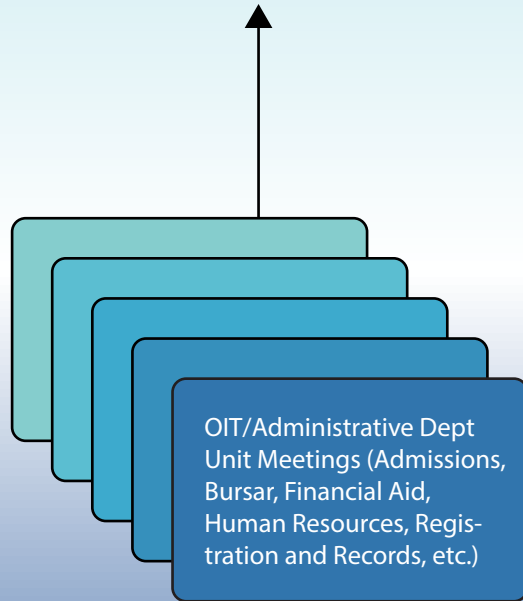 OIT/Administrative Dept
Unit Meetings (Admissions,
Bursar, Financial Aid,
Human Resources, Regis-
tration and Records, etc.)